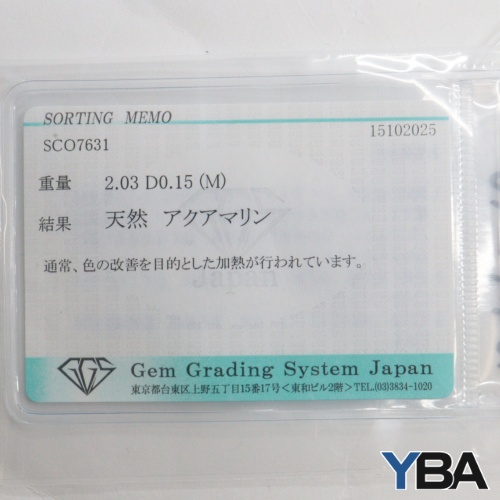 SORTING MEMO
SCO7631
15102025
重量 2.03 D0.15 (M)
結果 天然 アクアマリン
通常、色の改善を目的とした加熱が行われています。
Japan
GGS
Gem Grading System Japan
東京都台東区上野五丁目15番17号<東和ビル2階>TEL.(03)3834-1020
YBA